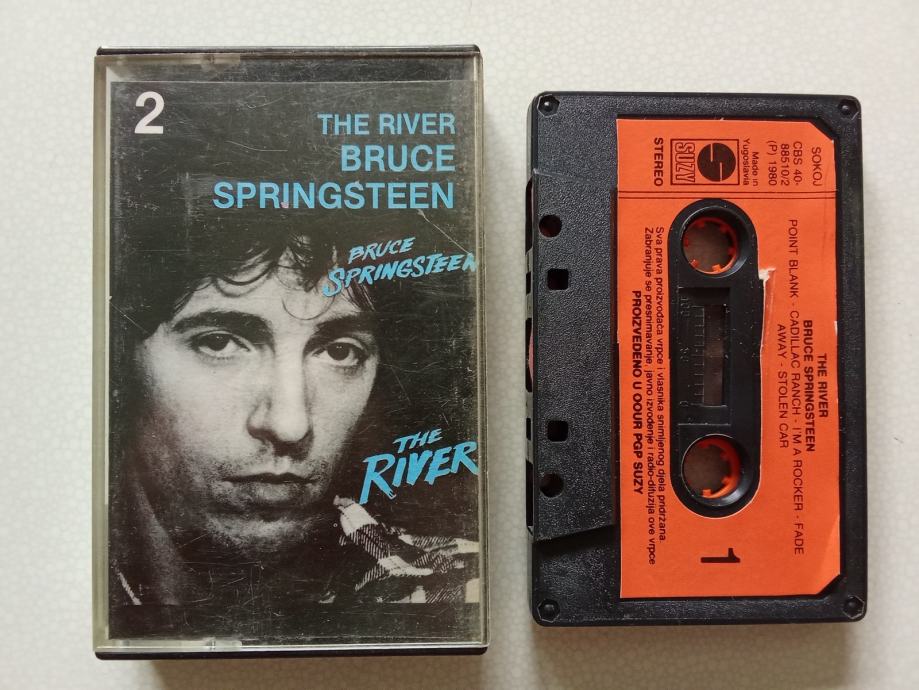 2
THE RIVER
BRUCE
SPRINGSTEEN
BRUCE
SPRINGSTEEN
THE
RIVER
SOKOJ
CBS 40-
88510/2
(P) 1980
Made in
Yugoslavia
SUZY
STEREO
THE RIVER
BRUCE SPRINGSTEEN
POINT BLANK - CADILLAC RANCH - I'M A ROCKER - FADE
AWAY - STOLEN CAR
1
Sva prava proizvođača vrpce i vlasnika snimljenog djela pridržana.
Zabranjuje se presnimavanje, javno izvođenje i radio-difuzija ove vrpce
PROIZVEDENO U OOUR PGP SUZY